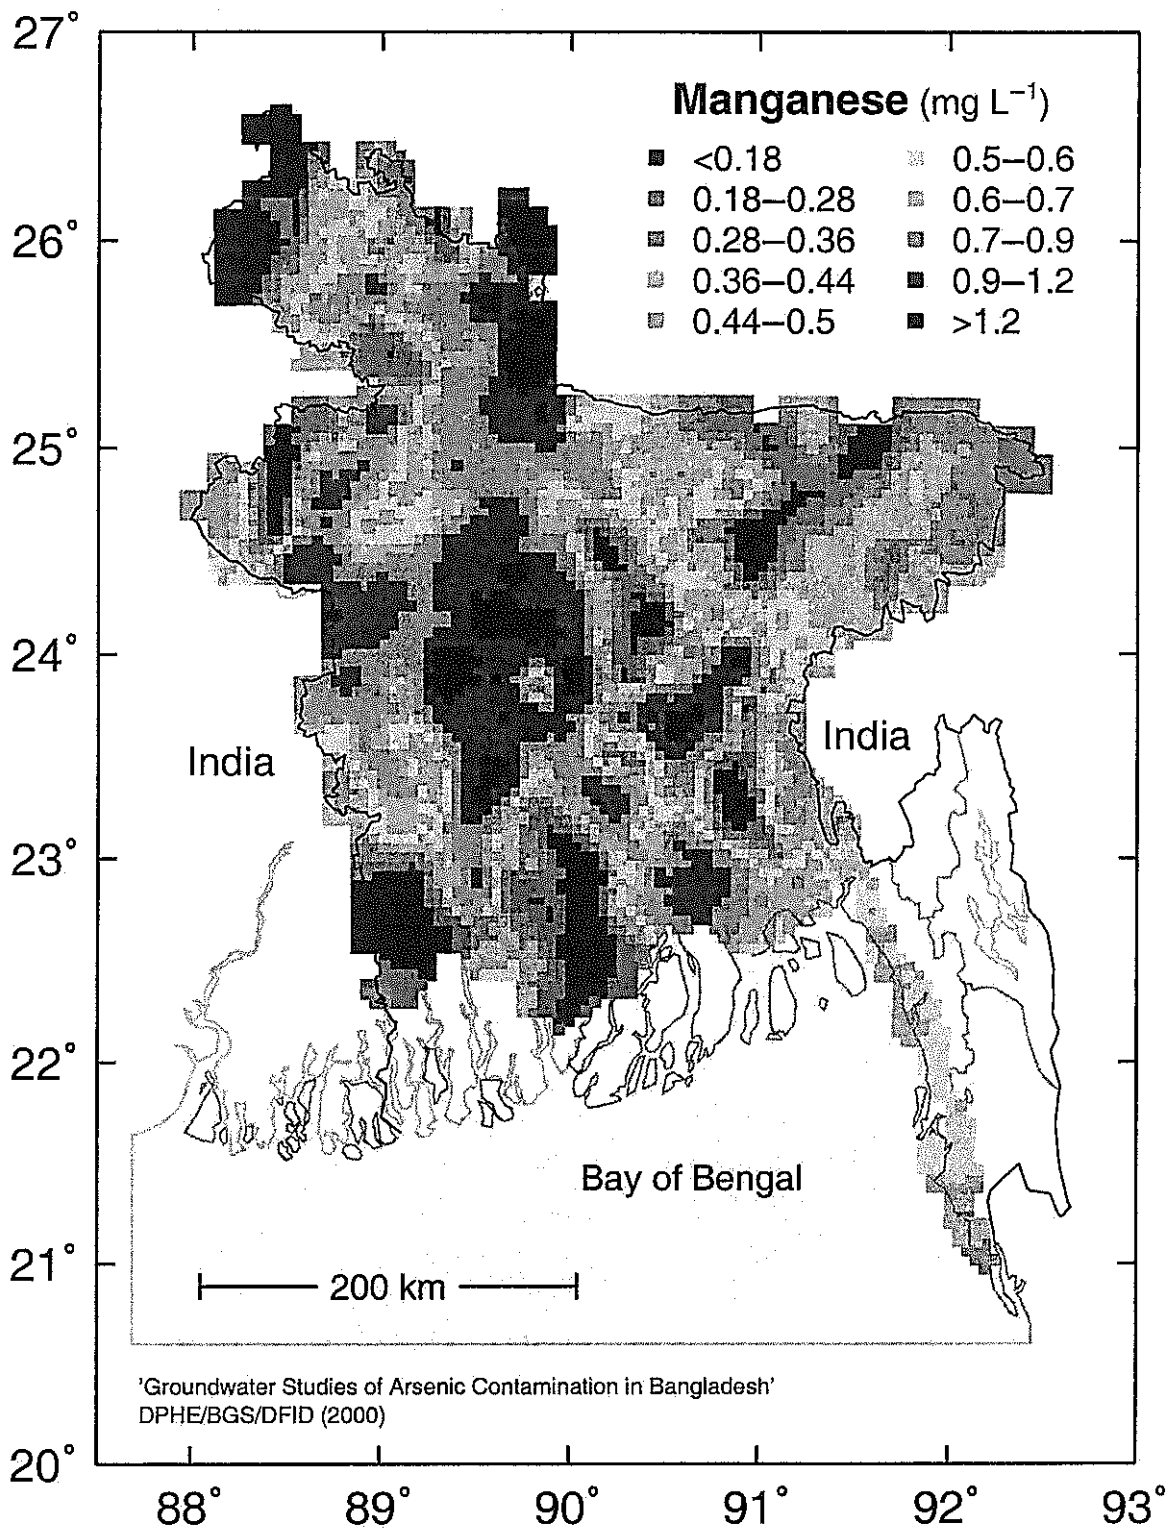 27°
26°
25°
24°
23°
22°
21°
20°
Manganese (mg L⁻¹)
<0.18
0.18–0.28
0.28–0.36
0.36–0.44
0.44–0.5
0.5–0.6
0.6–0.7
0.7–0.9
0.9–1.2
>1.2
India
India
Bay of Bengal
200 km
'Groundwater Studies of Arsenic Contamination in Bangladesh'
DPHE/BGS/DFID (2000)
88° 89° 90° 91° 92° 93°